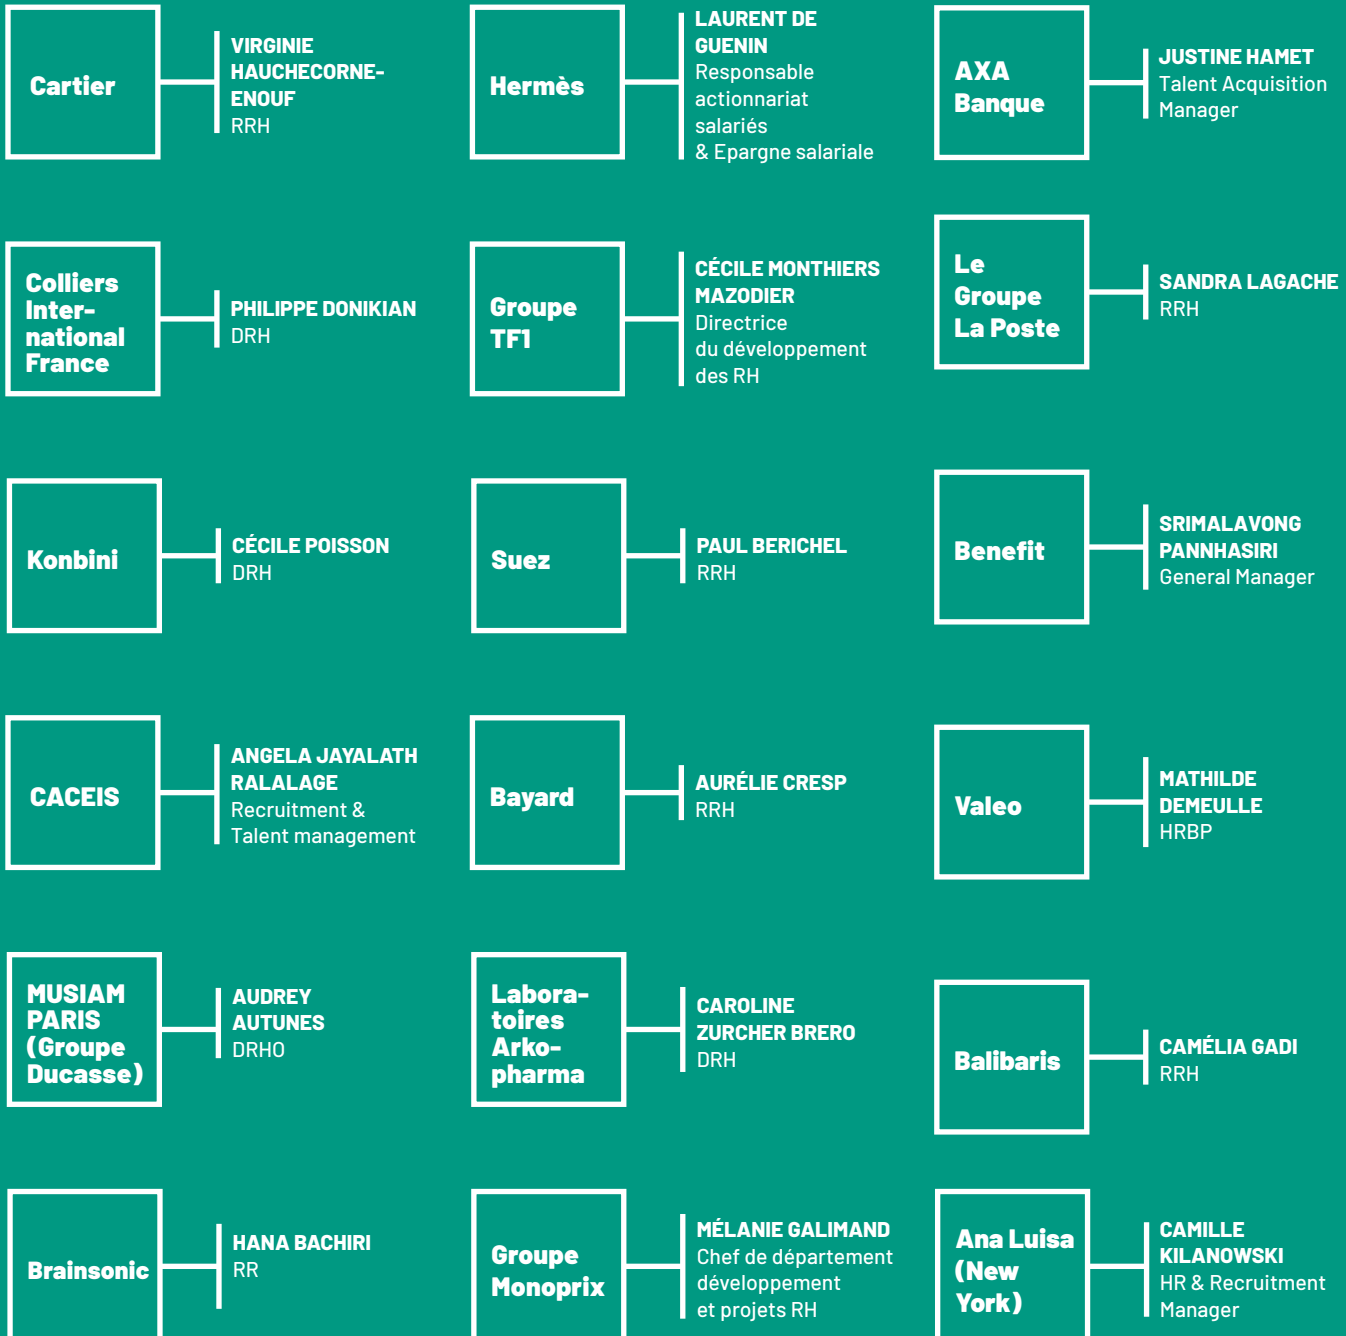 Cartier
VIRGINIE
HAUCHECORNE-
ENOUF
RRH
Hermès
LAURENT DE
GUENIN
Responsable
actionnariat
salariés
& Epargne salariale
AXA
Banque
JUSTINE HAMET
Talent Acquisition
Manager
Colliers
Inter-
national
France
PHILIPPE DONIKIAN
DRH
Groupe
TF1
CÉCILE MONTHIERS
MAZODIER
Directrice
du développement
des RH
Le
Groupe
La Poste
SANDRA LAGACHE
RRH
Konbini
CÉCILE POISSON
DRH
Suez
PAUL BERICHEL
RRH
Benefit
SRIMALAVONG
PANNHASIRI
General Manager
CACEIS
ANGELA JAYALATH
RALALAGE
Recruitment &
Talent management
Bayard
AURÉLIE CRESP
RRH
Valeo
MATHILDE
DEMEULLE
HRBP
MUSIAM
PARIS
(Groupe
Ducasse)
AUDREY
AUTUNES
DRHO
Labora-
toires
Arko-
pharma
CAROLINE
ZURCHER BRERO
DRH
Balibaris
CAMÉLIA GADI
RRH
Brainsonic
HANA BACHIRI
RR
Groupe
Monoprix
MÉLANIE GALIMAND
Chef de département
développement
et projets RH
Ana Luisa
(New
York)
CAMILLE
KILANOWSKI
HR & Recruitment
Manager